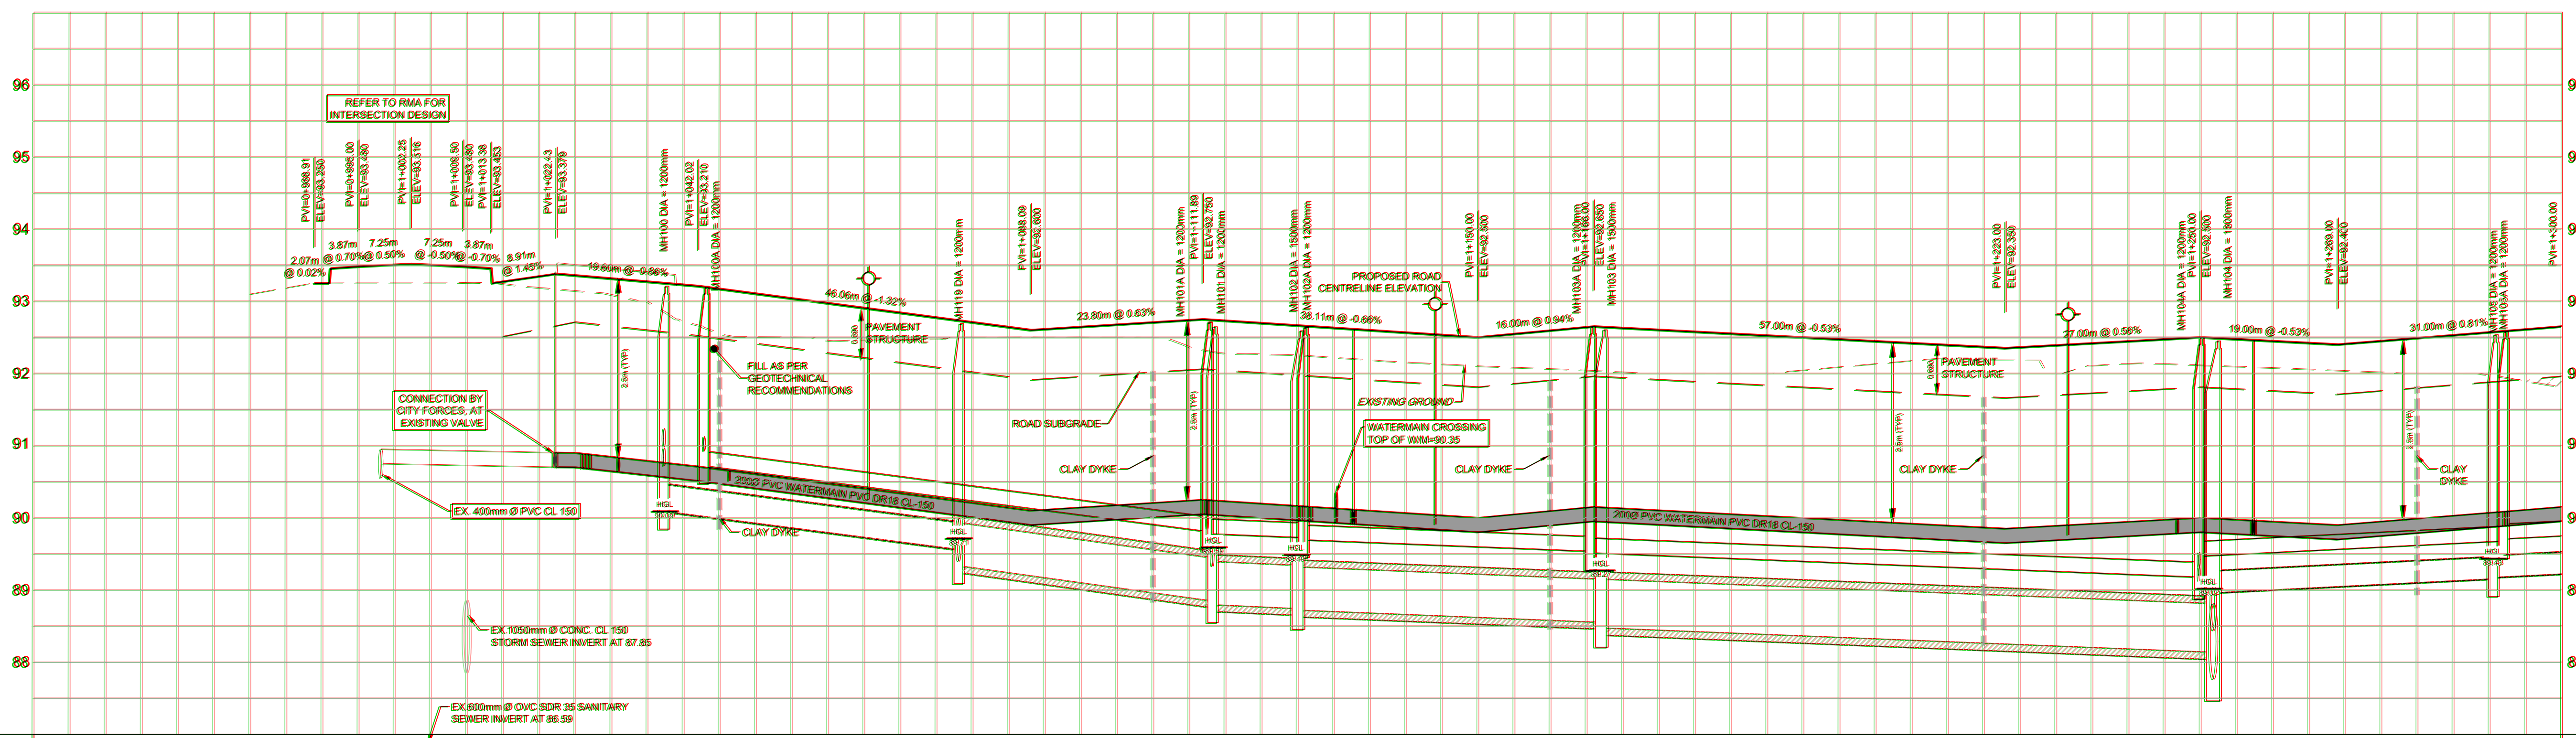 96
95
94
93
92
91
90
89
88
REFER TO RMA FOR
INTERSECTION DESIGN
PVI=0+988.91
ELEV=93.250
PVI=0+995.00
ELEV=93.480
PVI=1+002.25
ELEV=93.516
PVI=1+009.50
ELEV=93.480
PVI=1+013.38
ELEV=93.453
PVI=1+022.43
ELEV=93.379
MH100 DIA = 1200mm
PVI=1+042.02
ELEV=93.210
MH100A DIA = 1200mm
MH119 DIA = 1200mm
PVI=1+088.09
ELEV=92.600
MH101A DIA = 1200mm
PVI=1+111.89
ELEV=92.750
MH101 DIA = 1200mm
MH102 DIA = 1500mm
MH102A DIA = 1200mm
PVI=1+150.00
ELEV=92.500
MH103A DIA = 1200mm
PVI=1+166.00
ELEV=92.650
MH103 DIA = 1500mm
PVI=1+223.00
ELEV=92.350
MH104A DIA = 1200mm
PVI=1+250.00
ELEV=92.500
MH104 DIA = 1800mm
PVI=1+269.00
ELEV=92.400
MH105 DIA = 1200mm
MH105A DIA = 1200mm
PVI=1+300.00
2.07m
@ 0.02%
3.87m
@ 0.70%
7.25m
@ 0.50%
7.25m
@ -0.50%
3.87m
@ -0.70%
8.91m
@ 1.45%
19.60m @ -0.86%
46.06m @ -1.32%
23.80m @ 0.63%
38.11m @ -0.66%
16.00m @ 0.94%
57.00m @ -0.53%
27.00m @ 0.56%
19.00m @ -0.53%
31.00m @ 0.81%
PROPOSED ROAD
CENTRELINE ELEVATION
PAVEMENT
STRUCTURE
FILL AS PER
GEOTECHNICAL
RECOMMENDATIONS
CONNECTION BY
CITY FORCES, AT
EXISTING VALVE
EX. 400mm Ø PVC CL 150
200Ø PVC WATERMAIN PVC DR18 CL-150
CLAY DYKE
ROAD SUBGRADE
CLAY DYKE
EXISTING GROUND
WATERMAIN CROSSING
TOP OF W/M=90.35
CLAY DYKE
200Ø PVC WATERMAIN PVC DR18 CL-150
PAVEMENT
STRUCTURE
CLAY DYKE
CLAY
DYKE
2.5m (TYP)
2.5m (TYP)
2.5m (TYP)
2.5m (TYP)
HGL
HGL
HGL
HGL
HGL
HGL
HGL
EX.1050mm Ø CONC. CL 150
STORM SEWER INVERT AT 87.85
EX.600mm Ø OVC SDR 35 SANITARY
SEWER INVERT AT 86.59